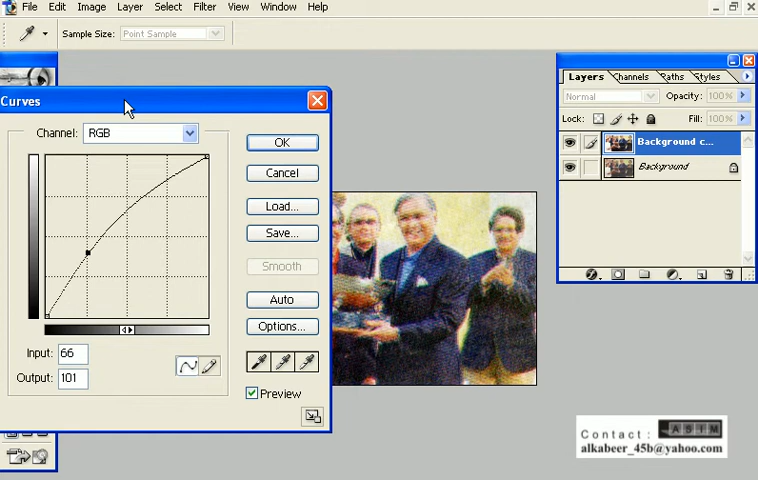 File Edit Image Layer Select Filter View Window Help
Sample Size: Point Sample
Curves
Channel: RGB
OK
Cancel
Load...
Save...
Smooth
Auto
Options...
Input: 66
Output: 101
Preview
Layers Channels Paths Styles
Normal Opacity: 100%
Lock: Fill: 100%
Background c...
Background
Contact: ASIM
alkabeer_45b@yahoo.com